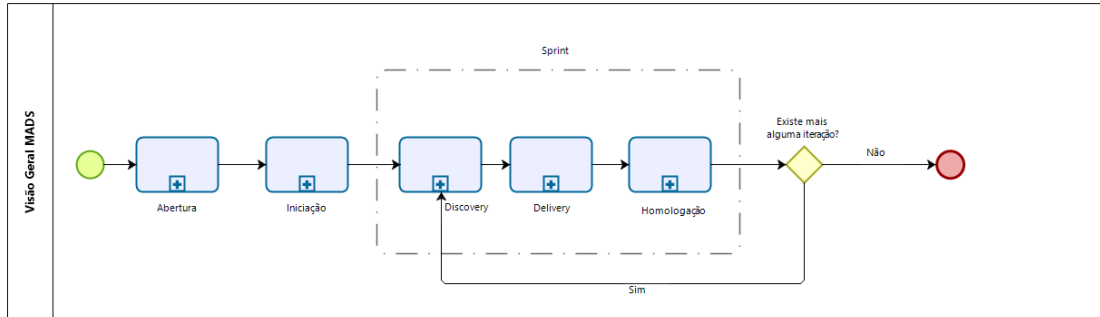 Visão Geral MADS
Sprint
Existe mais
alguma iteração?
Não
Abertura
Iniciação
Discovery
Delivery
Homologação
Sim